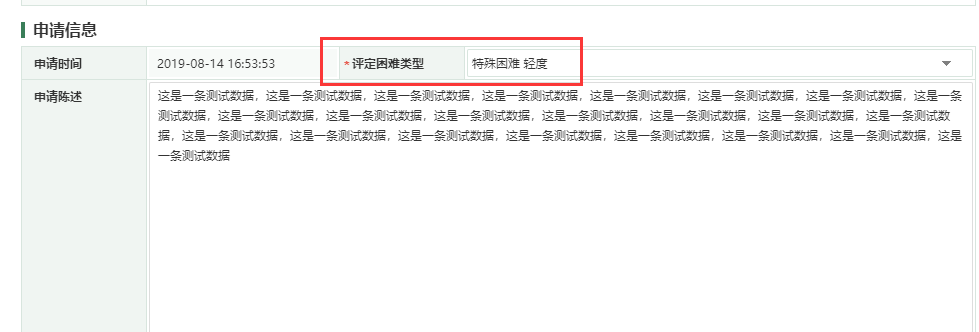 申请信息
申请时间 2019-08-14 16:53:53 *评定困难类型 特殊困难 轻度
申请陈述 这是一条测试数据，这是一条测试数据，这是一条测试数据，这是一条测试数据，这是一条测试数据，这是一条测试数据，这是一条测试数据，这是一条
测试数据，这是一条测试数据，这是一条测试数据，这是一条测试数据，这是一条测试数据，这是一条测试数据，这是一条测试数据，这是一条测试数
据，这是一条测试数据，这是一条测试数据，这是一条测试数据，这是一条测试数据，这是一条测试数据，这是一条测试数据，这是一条测试数据，这是
一条测试数据